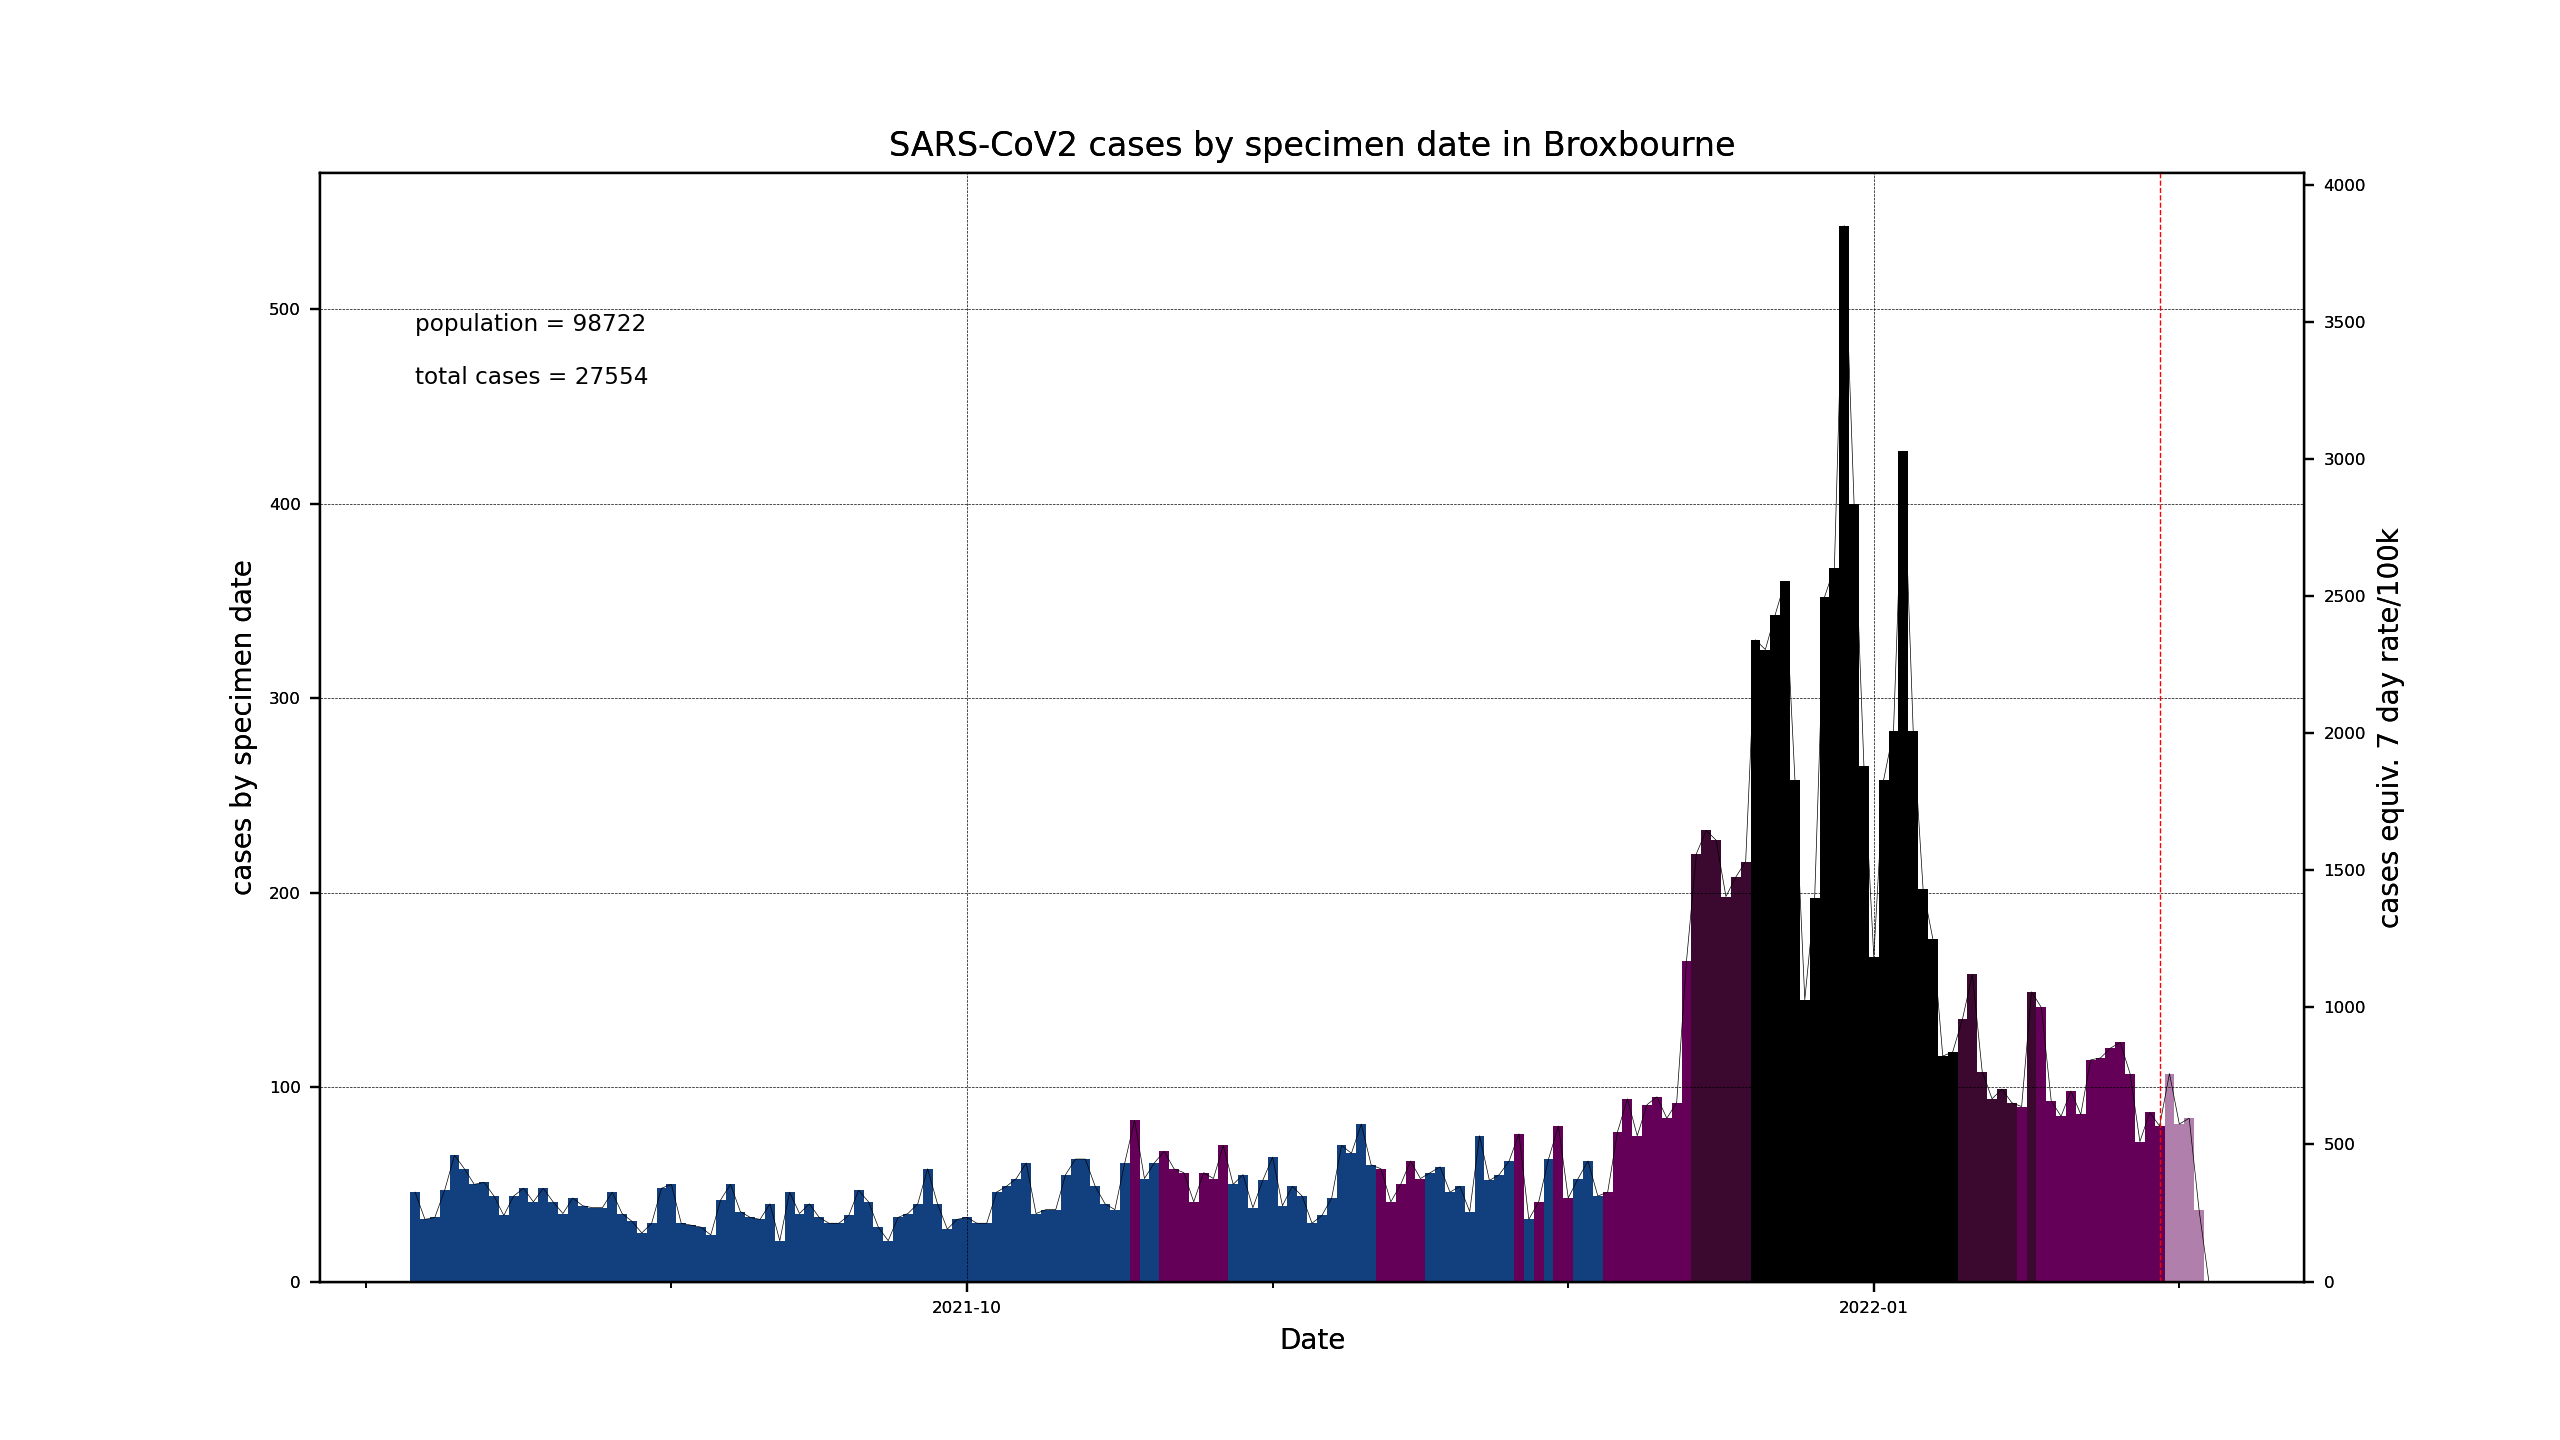 SARS-CoV2 cases by specimen date in Broxbourne
population = 98722
total cases = 27554
cases by specimen date
500
400
300
200
100
0
4000
3500
3000
2500
2000
1500
1000
500
0
cases equiv. 7 day rate/100k
2021-10
2022-01
Date